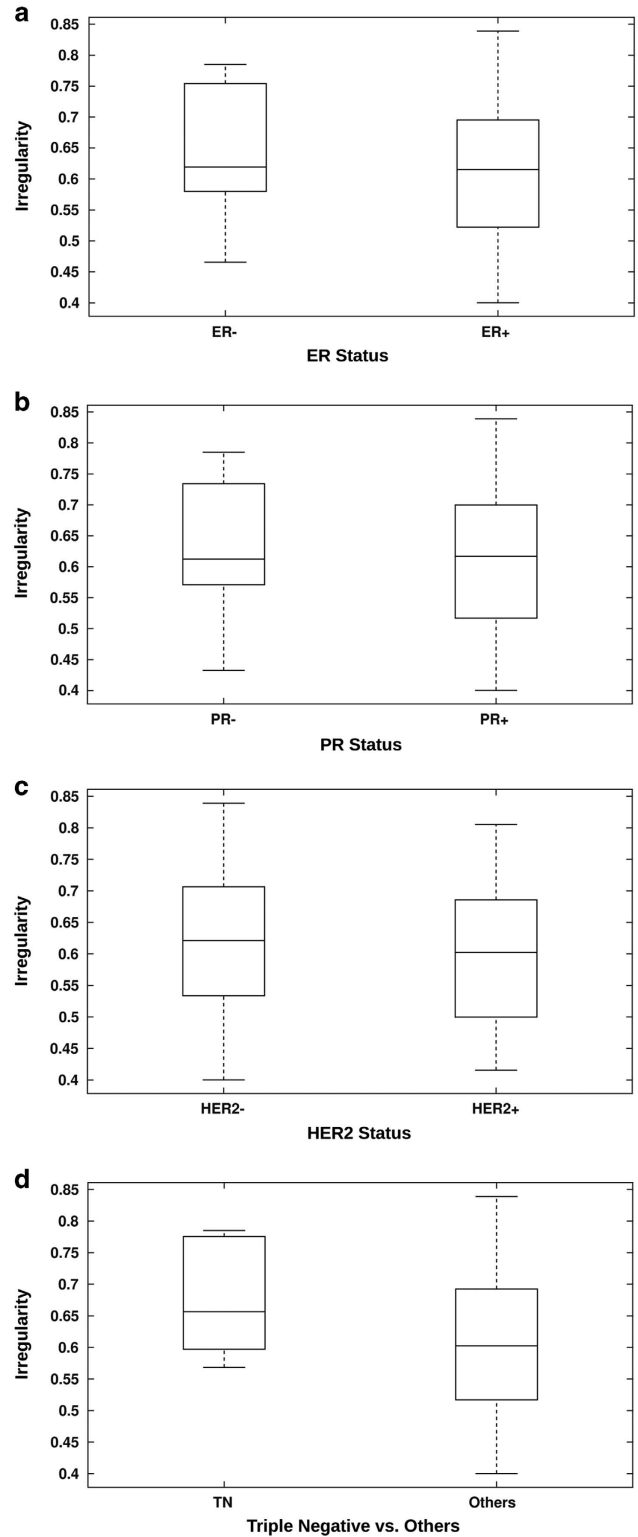 a
0.85
0.8
0.75
0.7
0.65
0.6
0.55
0.5
0.45
0.4
Irregularity
ER-
ER+
ER Status
b
0.85
0.8
0.75
0.7
0.65
0.6
0.55
0.5
0.45
0.4
Irregularity
PR-
PR+
PR Status
c
0.85
0.8
0.75
0.7
0.65
0.6
0.55
0.5
0.45
0.4
Irregularity
HER2-
HER2+
HER2 Status
d
0.85
0.8
0.75
0.7
0.65
0.6
0.55
0.5
0.45
0.4
Irregularity
TN
Others
Triple Negative vs. Others